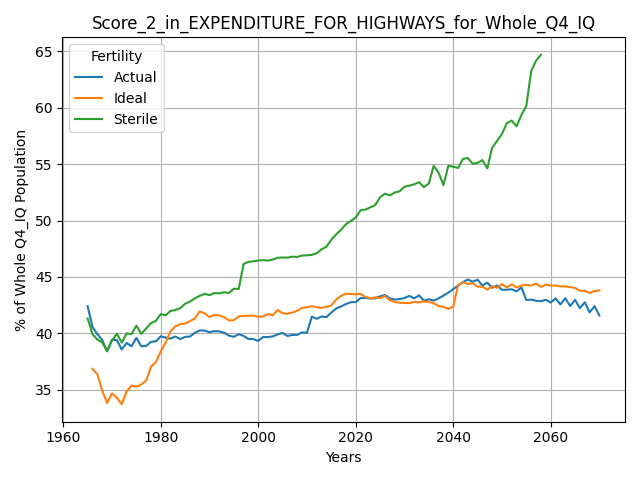 Score_2_in_EXPENDITURE_FOR_HIGHWAYS_for_Whole_Q4_IQ
Fertility
Actual
Ideal
Sterile
% of Whole Q4_IQ Population
65
60
55
50
45
40
35
1960
1980
2000
2020
2040
2060
Years